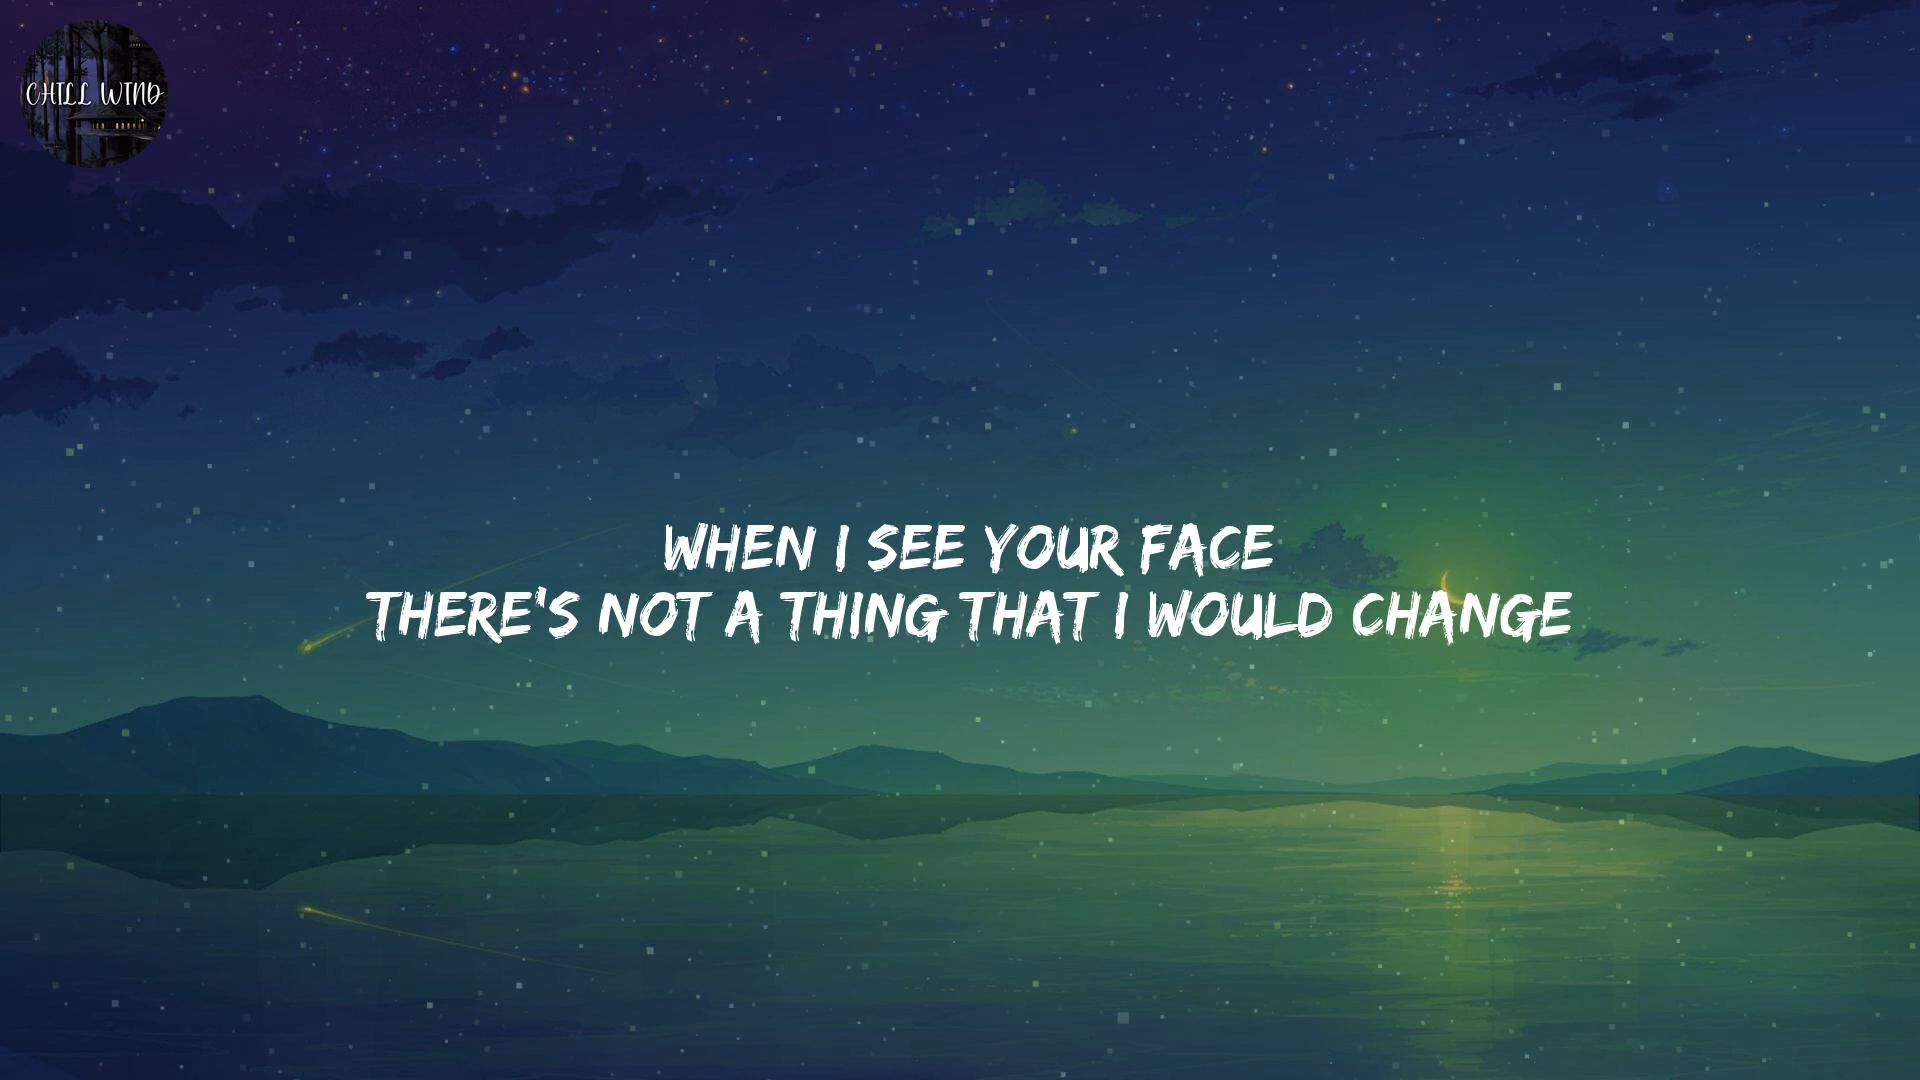 CHILL WIND
WHEN I SEE YOUR FACE
THERE'S NOT A THING THAT I WOULD CHANGE